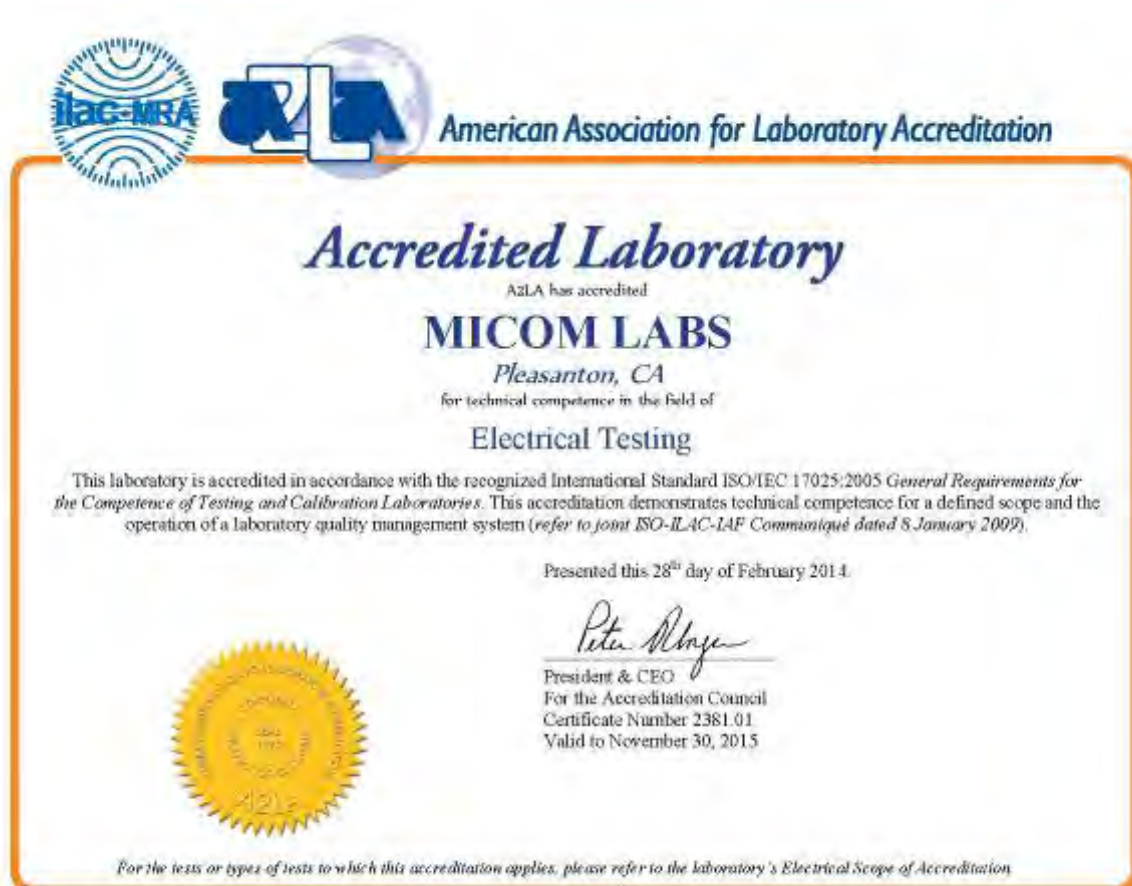 ilac-MRA
a2la
American Association for Laboratory Accreditation
Accredited Laboratory
A2LA has accredited
MICOM LABS
Pleasanton, CA
for technical competence in the field of
Electrical Testing
This laboratory is accredited in accordance with the recognized International Standard ISO/IEC 17025:2005 General Requirements for
the Competence of Testing and Calibration Laboratories. This accreditation demonstrates technical competence for a defined scope and the
operation of a laboratory quality management system (refer to joint ISO-ILAC-IAF Communiqué dated 8 January 2009).
Presented this 28th day of February 2014.
Peter
President & CEO
For the Accreditation Council
Certificate Number 2381.01
Valid to November 30, 2015
A2LA
For the tests or types of tests to which this accreditation applies, please refer to the laboratory's Electrical Scope of Accreditation